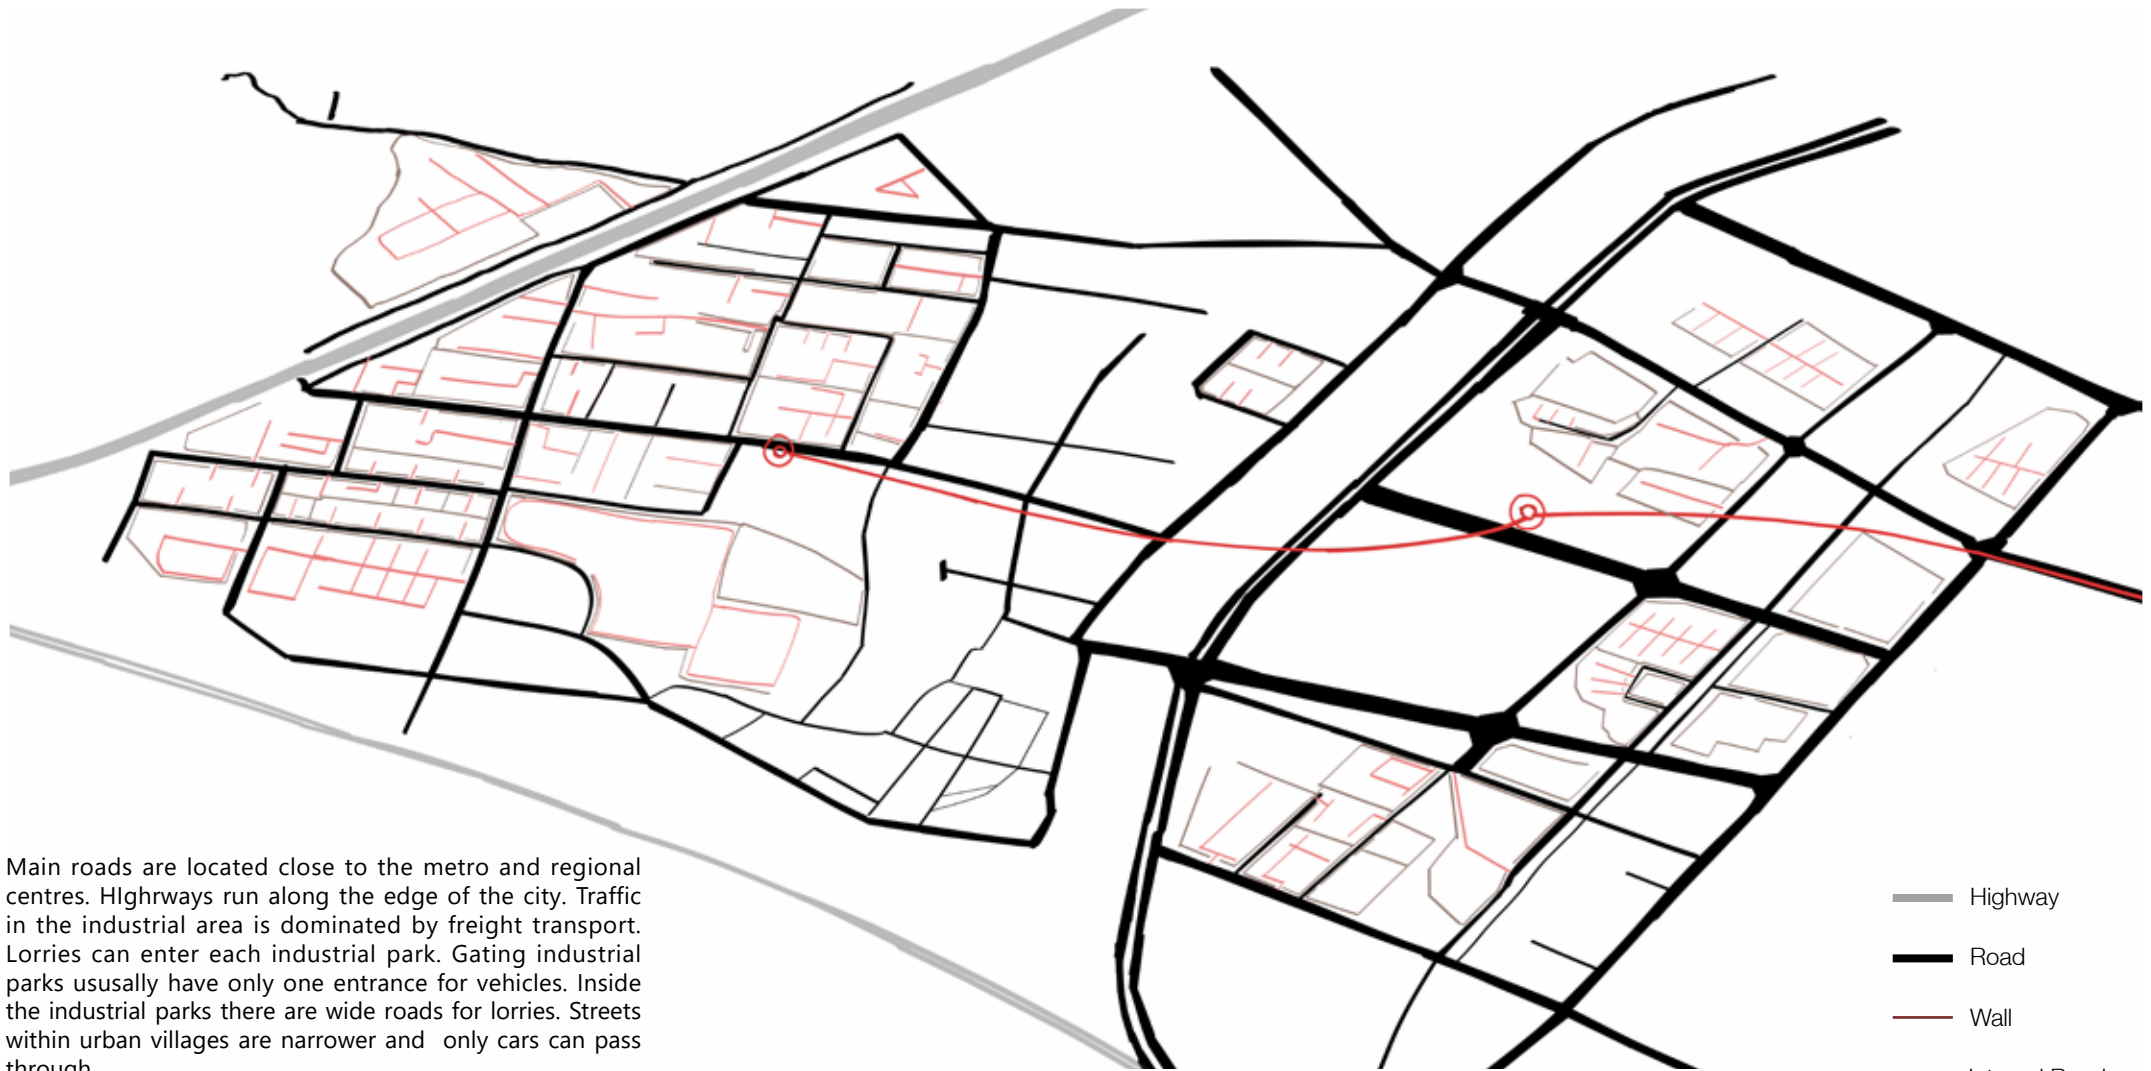 Main roads are located close to the metro and regional
centres. HIghrways run along the edge of the city. Traffic
in the industrial area is dominated by freight transport.
Lorries can enter each industrial park. Gating industrial
parks ususally have only one entrance for vehicles. Inside
the industrial parks there are wide roads for lorries. Streets
within urban villages are narrower and only cars can pass
through
Highway
Road
Wall